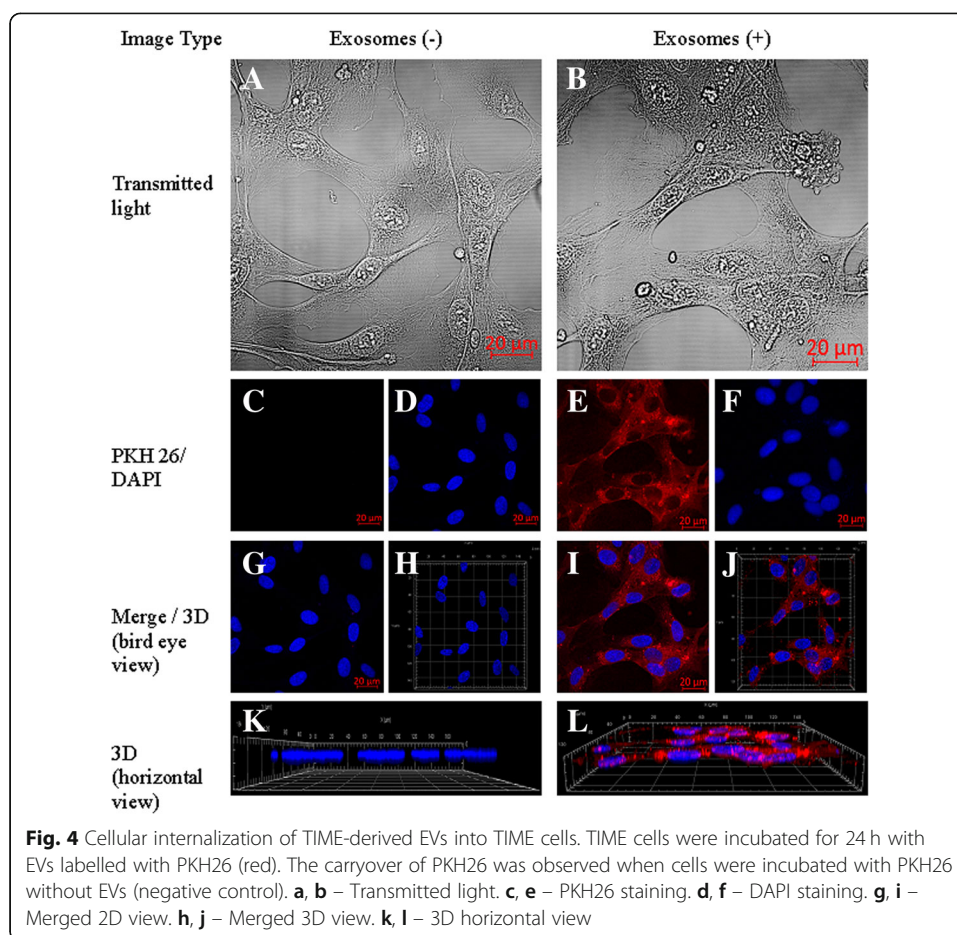 Image Type Exosomes (-) Exosomes (+)
A B
Transmitted
light
20 µm 20 µm
C D E F
PKH 26/
DAPI
20 µm 20 µm 20 µm 20 µm
G H I J
Merge / 3D
(bird eye
view)
20 µm 20 µm
K L
3D
(horizontal
view)
Fig. 4 Cellular internalization of TIME-derived EVs into TIME cells. TIME cells were incubated for 24 h with
EVs labelled with PKH26 (red). The carryover of PKH26 was observed when cells were incubated with PKH26
without EVs (negative control). a, b – Transmitted light. c, e – PKH26 staining. d, f – DAPI staining. g, i –
Merged 2D view. h, j – Merged 3D view. k, l – 3D horizontal view